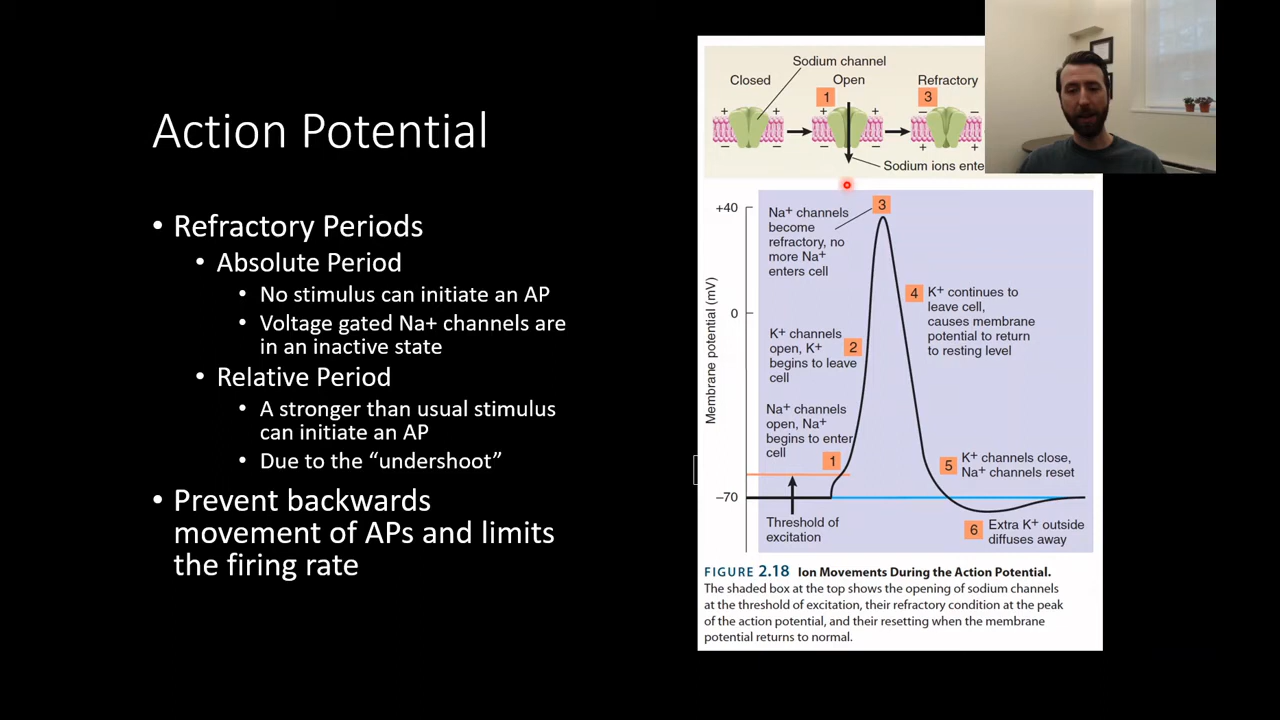 Action Potential
• Refractory Periods
• Absolute Period
• No stimulus can initiate an AP
• Voltage gated Na+ channels are
in an inactive state
• Relative Period
• A stronger than usual stimulus
can initiate an AP
• Due to the “undershoot”
• Prevent backwards
movement of APs and limits
the firing rate
Sodium channel
Closed
Open
Refractory
1
3
+ +
+ +
+ –
– –
– –
+ +
Sodium ions ente
+40
0
–70
Membrane potential (mV)
3
Na+ channels
become
refractory, no
more Na+
enters cell
4
K+ continues to
leave cell,
causes membrane
potential to return
to resting level
K+ channels
open, K+
begins to leave
cell
2
Na+ channels
open, Na+
begins to enter
cell
1
5
K+ channels close,
Na+ channels reset
Threshold of
excitation
6
Extra K+ outside
diffuses away
FIGURE 2.18 Ion Movements During the Action Potential.
The shaded box at the top shows the opening of sodium channels
at the threshold of excitation, their refractory condition at the peak
of the action potential, and their resetting when the membrane
potential returns to normal.